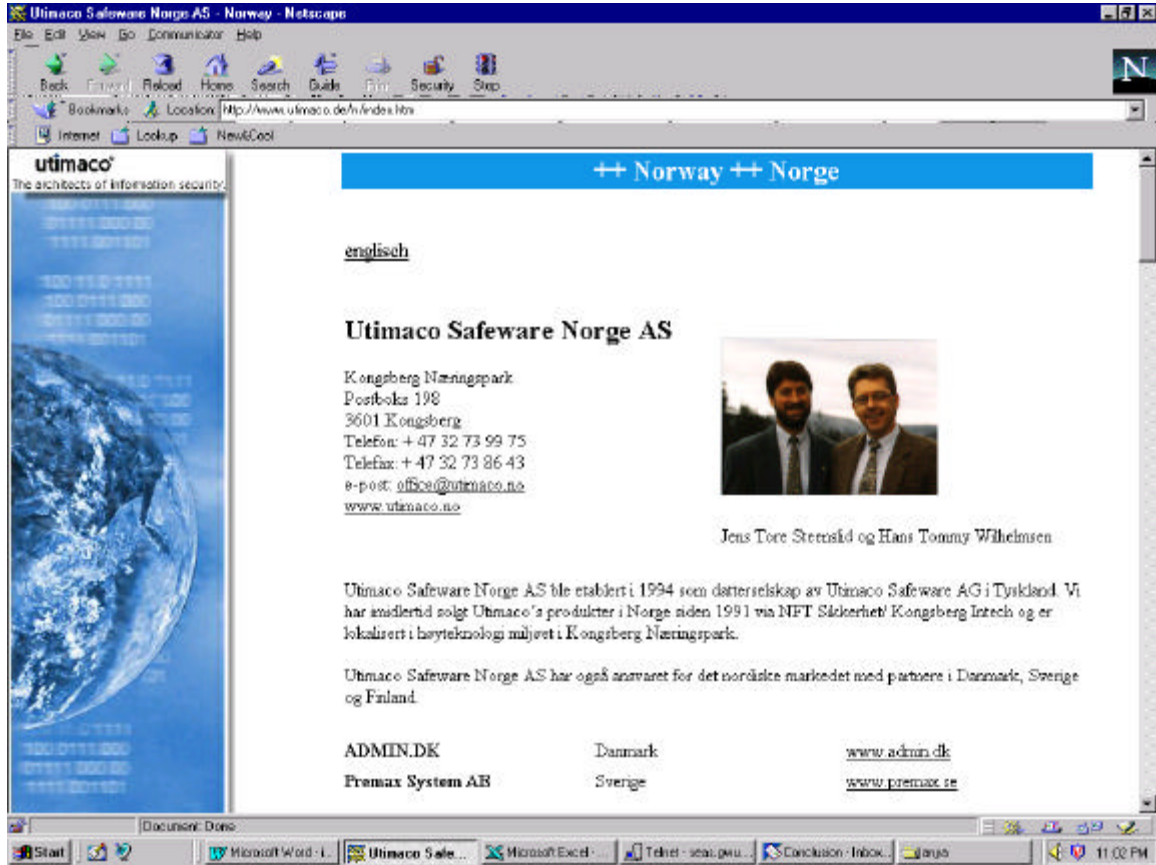 Utimaco Safeware Norge AS - Norway - Netscape
File Edit View Go Communicator Help
Back Forward Reload Home Search Guide Print Security Stop
Bookmarks Location: http://www.utimaco.de/n/index.htm
Internet Lookup New&Cool
utimaco
The architects of information security.
++ Norway ++ Norge
englisch
Utimaco Safeware Norge AS
Kongsberg Næringspark
Postboks 198
3601 Kongsberg
Telefon: + 47 32 73 99 75
Telefax: + 47 32 73 86 43
e-post: office@utimaco.no
www.utimaco.no
Jens Tore Steenslid og Hans Tommy Wilhelmsen
Utimaco Safeware Norge AS ble etablert i 1994 som datterselskap av Utimaco Safeware AG i Tyskland. Vi
har imidlertid solgt Utimaco´s produkter i Norge siden 1991 via NFT Sikkerhet/ Kongsberg Intech og er
lokalisert i høyteknologi miljøet i Kongsberg Næringspark.
Utimaco Safeware Norge AS har også ansvaret for det nordiske markedet med partnere i Danmark, Sverige
og Finland.
ADMIN.DK Danmark www.admin.dk
Premax System AB Sverige www.premax.se
Document: Done
Start Microsoft Word - i... Utimaco Safe... Microsoft Excel - ... Telnet - seas.gwu... Conclusion - Inbox... 11:02 PM